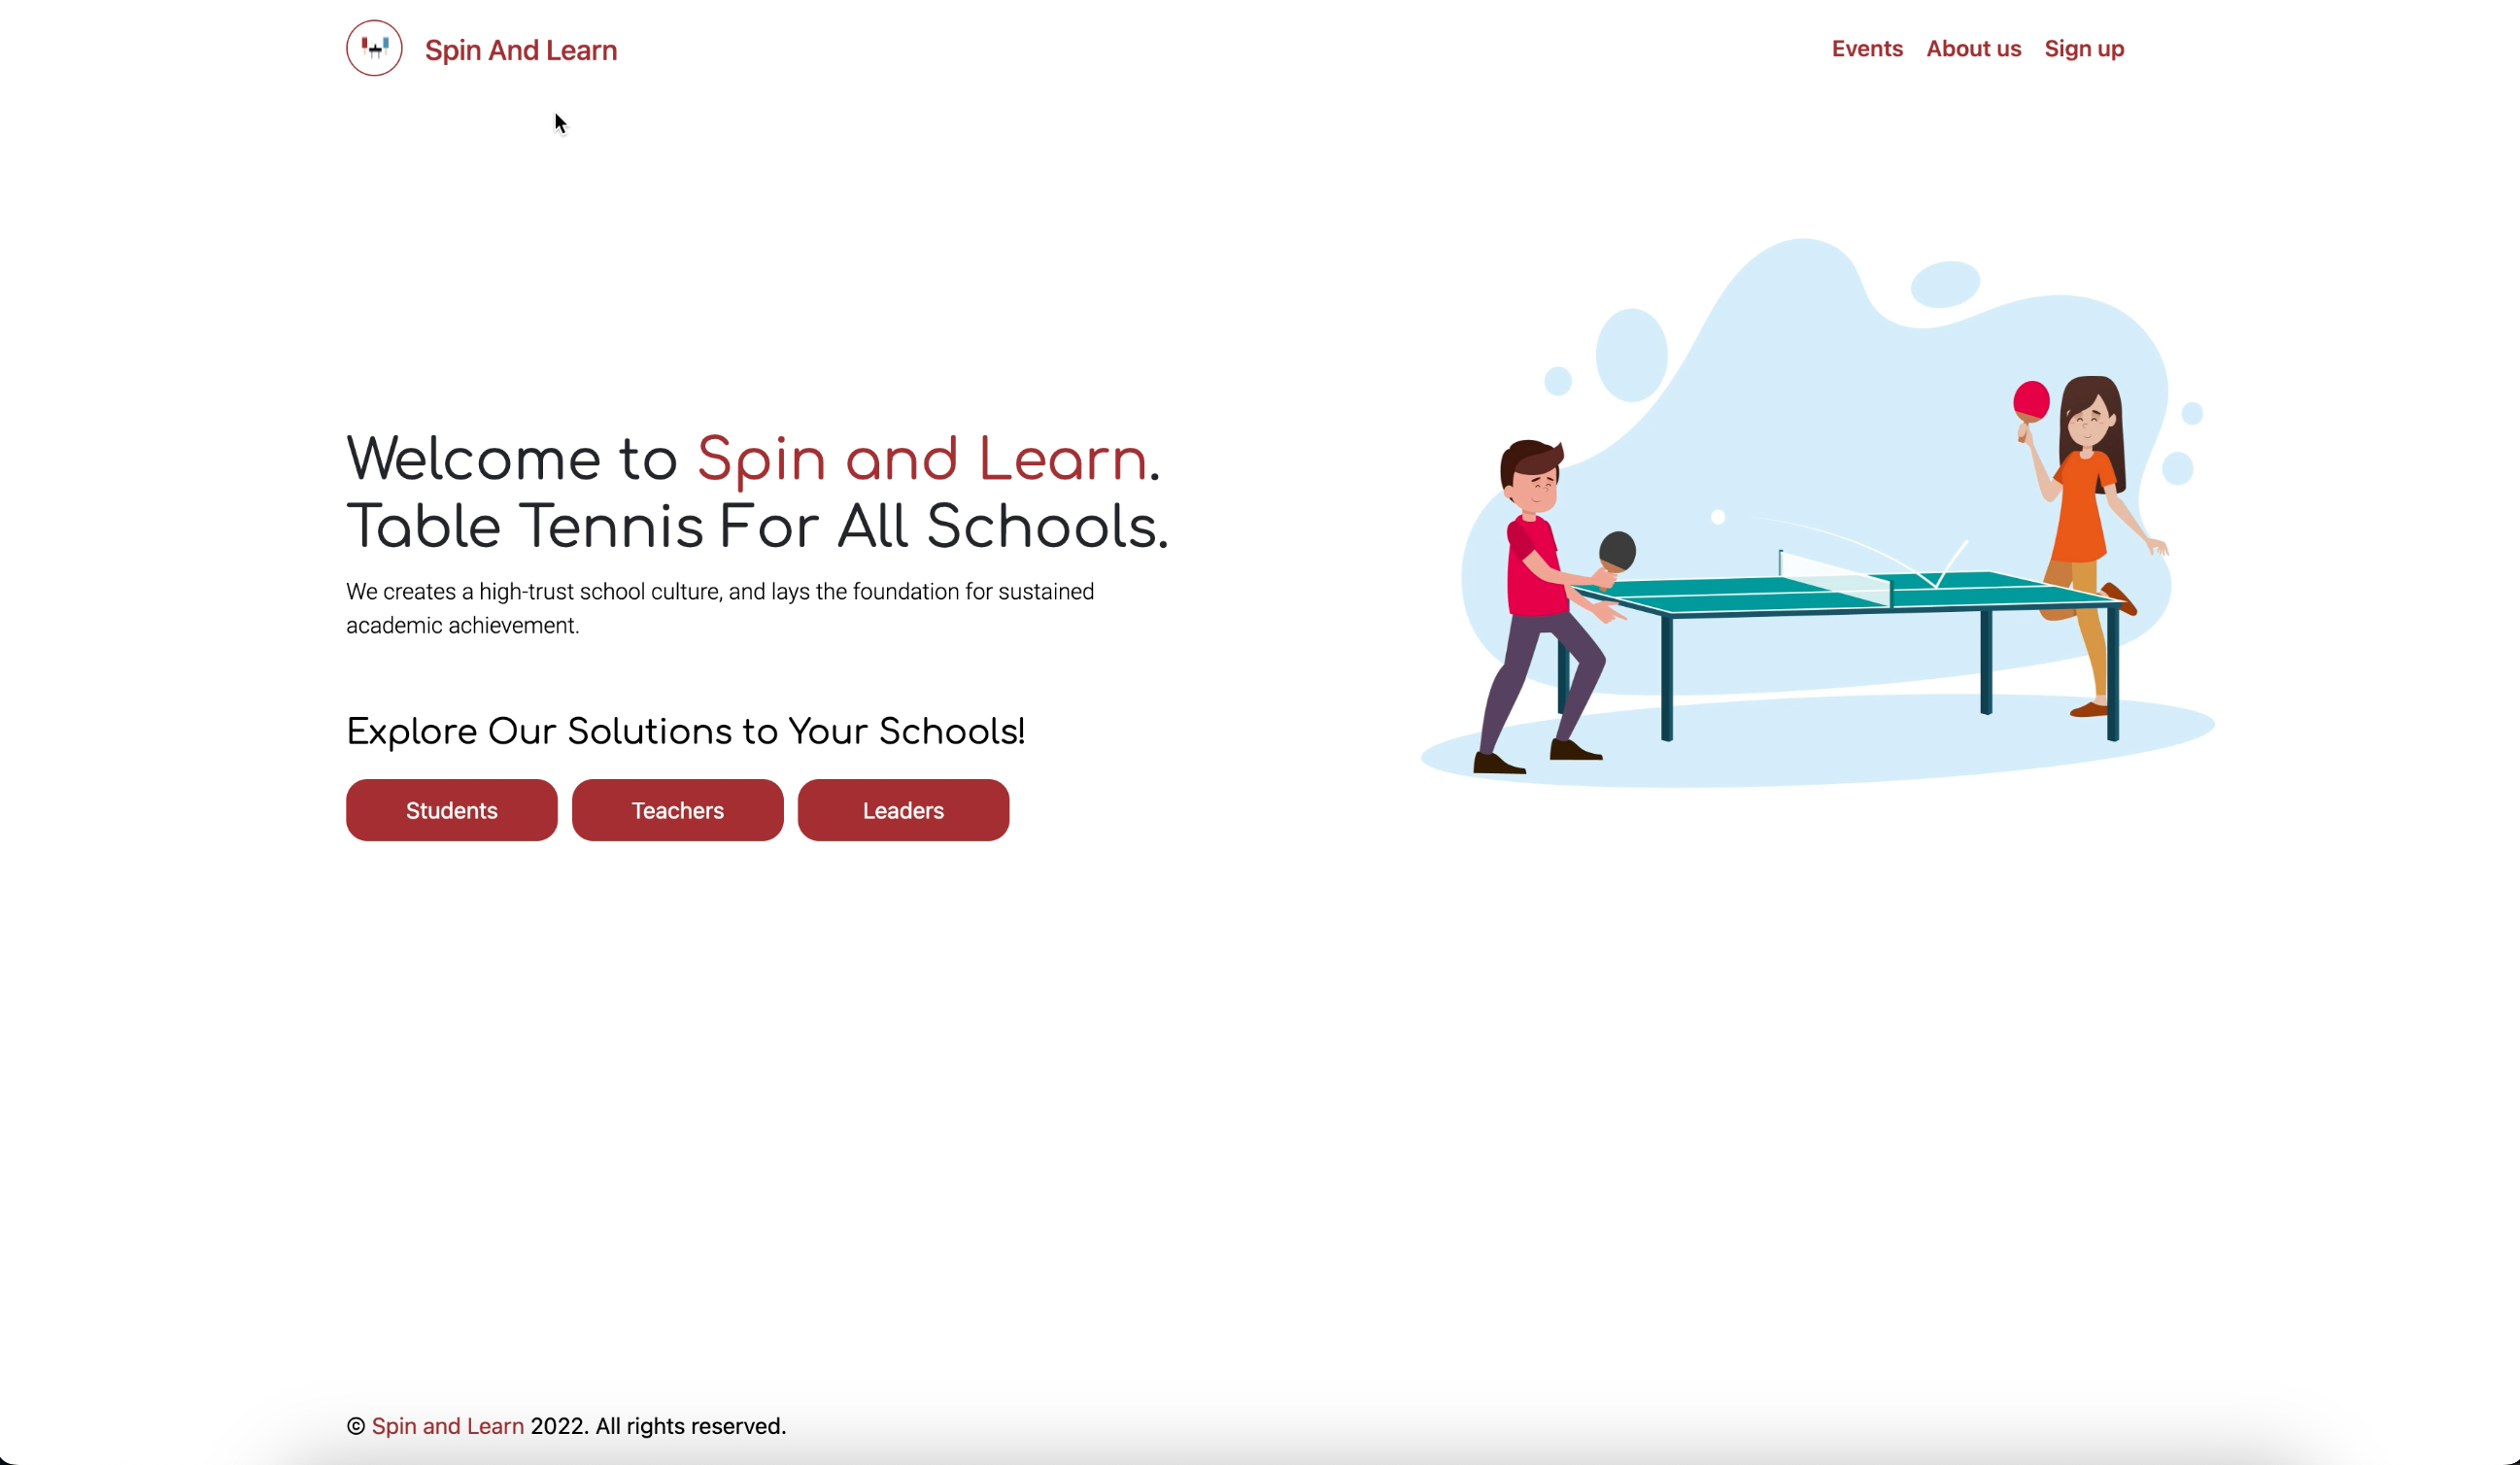 Spin And Learn
Events About us Sign up
Welcome to Spin and Learn.
Table Tennis For All Schools.
We creates a high-trust school culture, and lays the foundation for sustained
academic achievement.
Explore Our Solutions to Your Schools!
Students Teachers Leaders
© Spin and Learn 2022. All rights reserved.